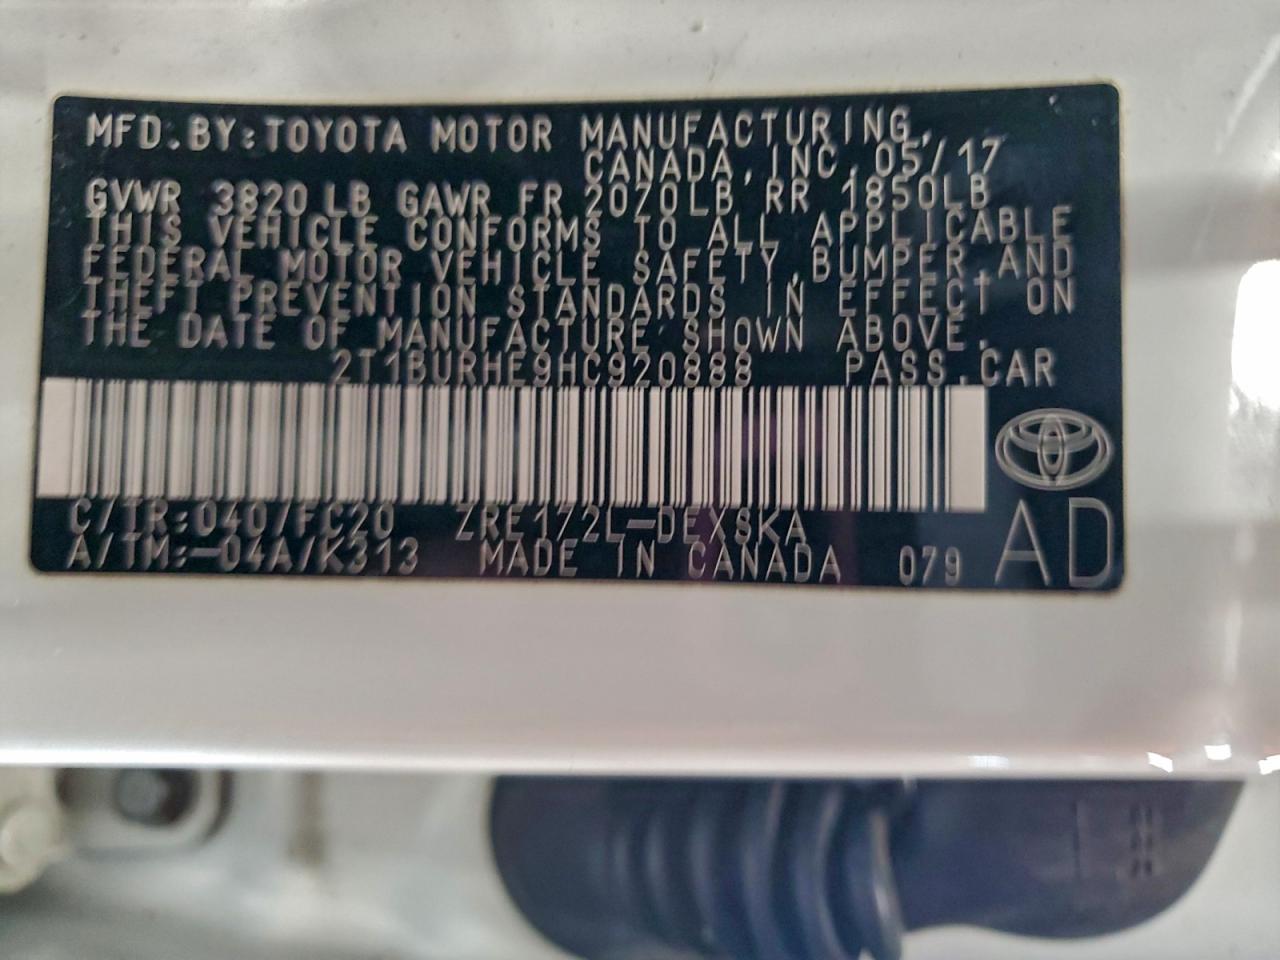 MFD.BY:TOYOTA MOTOR MANUFACTURING,
CANADA,INC.05/17
GVWR 3820 LB GAWR FR 2070LB RR 1850LB
THIS VEHICLE CONFORMS TO ALL APPLICABLE
FEDERAL MOTOR VEHICLE SAFETY,BUMPER,AND
THEFT PREVENTION STANDARDS IN EFFECT ON
THE DATE OF MANUFACTURE SHOWN ABOVE.
2T1BURHE9HC920888 PASS.CAR
C/TR:040/FC20 ZRE172L-DEXSKA
A/TM:-04A/K313 MADE IN CANADA 079 AD